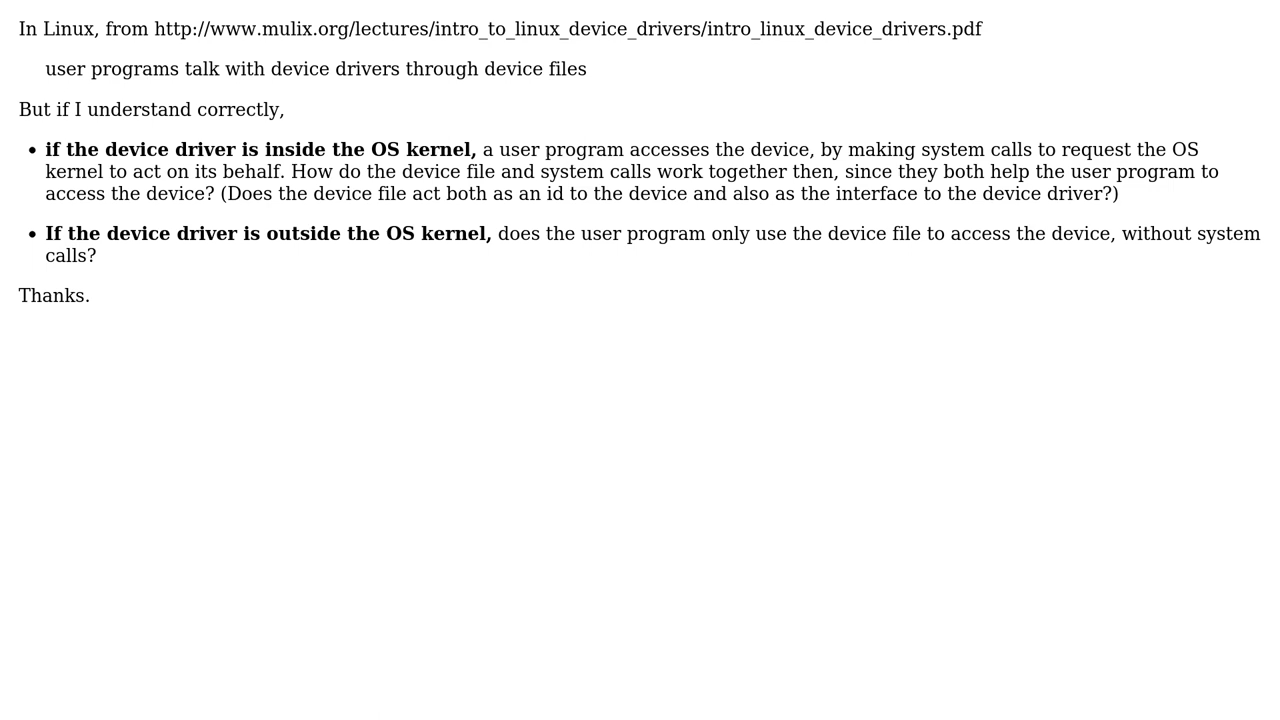 In Linux, from http://www.mulix.org/lectures/intro_to_linux_device_drivers/intro_linux_device_drivers.pdf
user programs talk with device drivers through device files
But if I understand correctly,
• if the device driver is inside the OS kernel, a user program accesses the device, by making system calls to request the OS
kernel to act on its behalf. How do the device file and system calls work together then, since they both help the user program to
access the device? (Does the device file act both as an id to the device and also as the interface to the device driver?)
• If the device driver is outside the OS kernel, does the user program only use the device file to access the device, without system
calls?
Thanks.